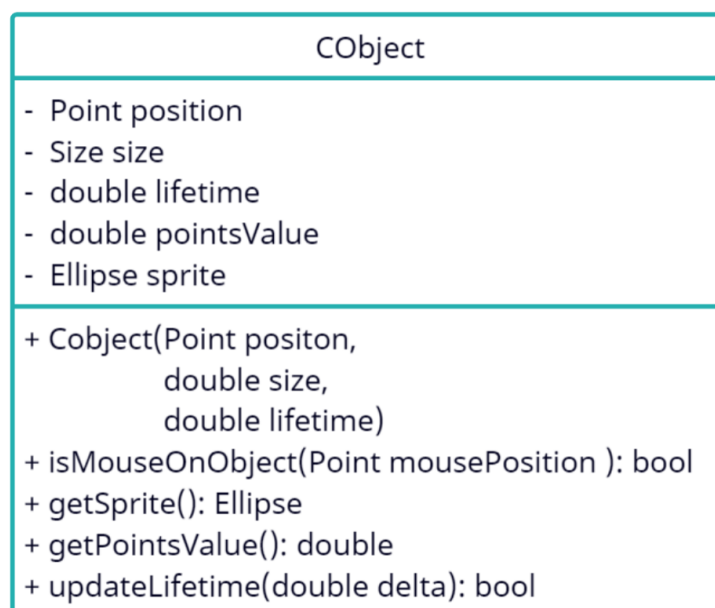 CObject
- Point position
- Size size
- double lifetime
- double pointsValue
- Ellipse sprite
+ Cobject(Point positon,
double size,
double lifetime)
+ isMouseOnObject(Point mousePosition ): bool
+ getSprite(): Ellipse
+ getPointsValue(): double
+ updateLifetime(double delta): bool